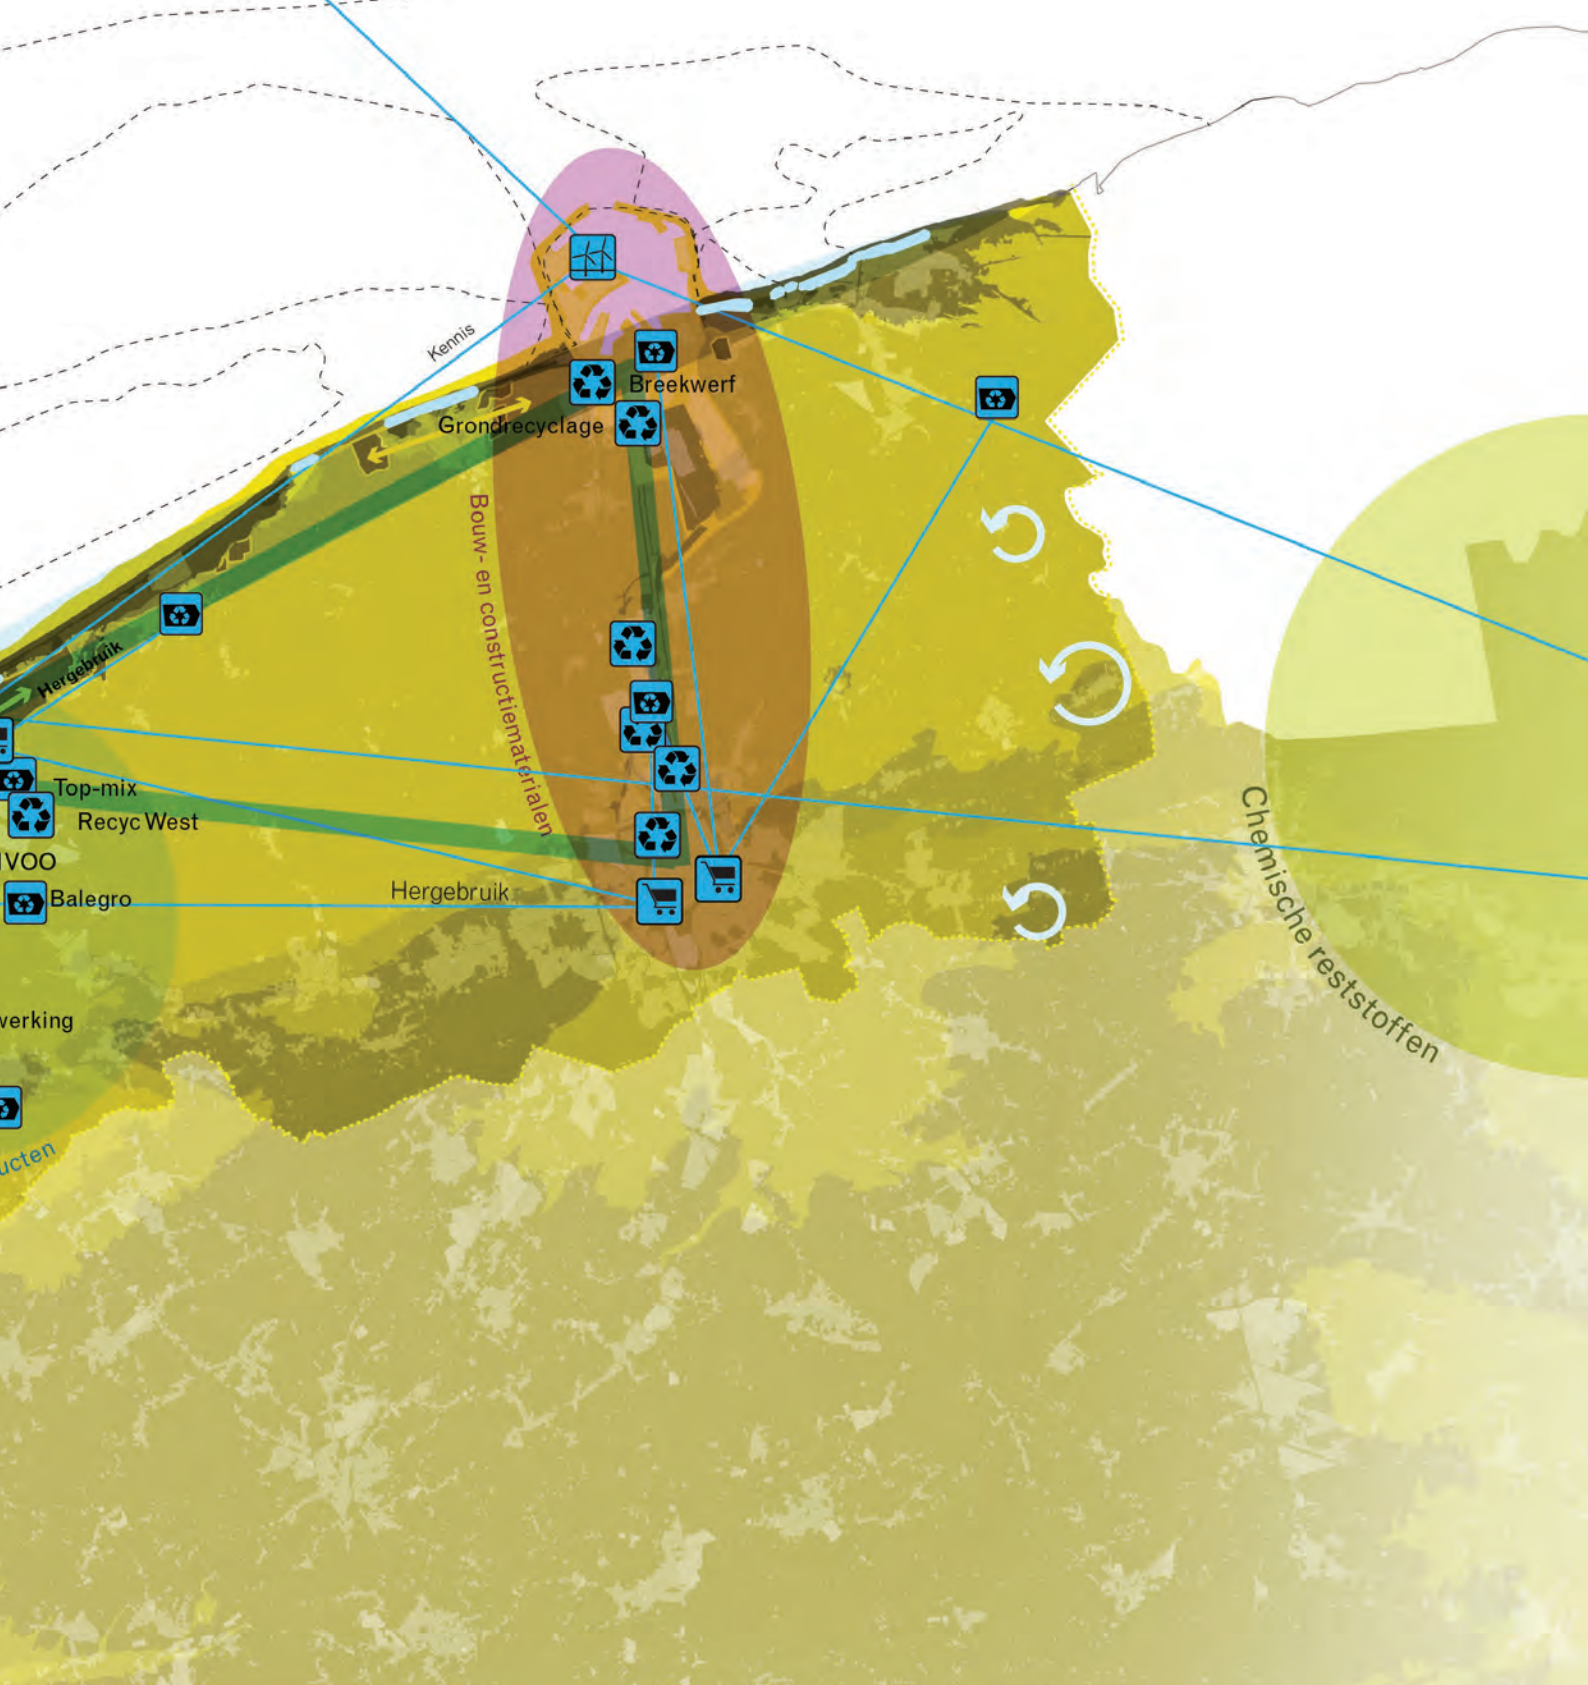 Kennis
Breekwerf
Grondrecyclage
Bouw- en constructiematerialen
Hergebruik
Top-mix
Recyc West
IVOO
Hergebruik
Balegro
Chemische reststoffen
werking
ucten